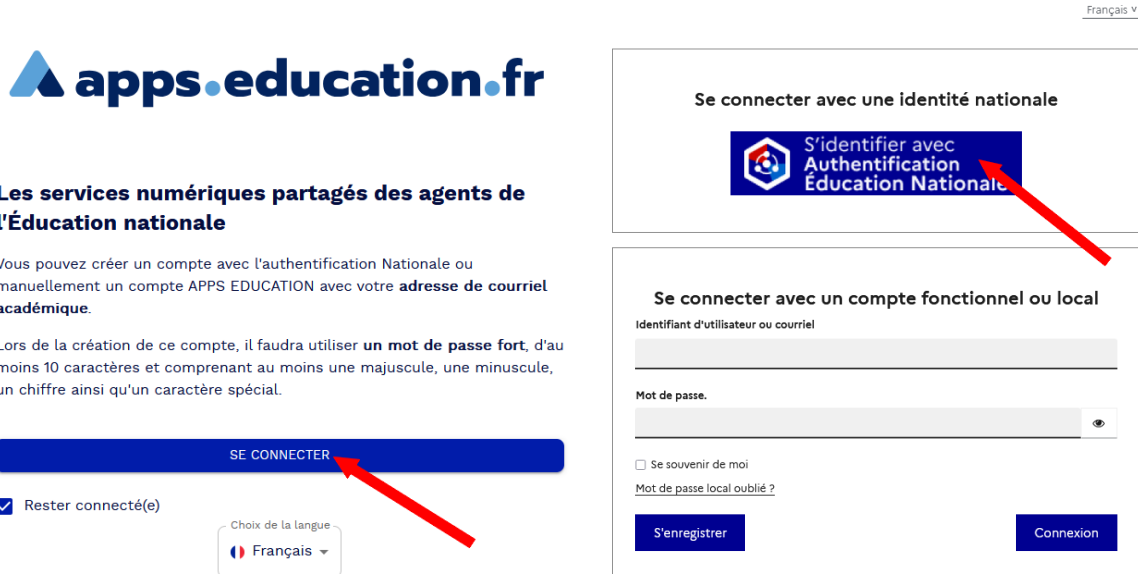 Français v
apps.education.fr
Les services numériques partagés des agents de
l'Éducation nationale
Vous pouvez créer un compte avec l'authentification Nationale ou
manuellement un compte APPS EDUCATION avec votre adresse de courriel
académique.
Lors de la création de ce compte, il faudra utiliser un mot de passe fort, d'au
moins 10 caractères et comprenant au moins une majuscule, une minuscule,
un chiffre ainsi qu'un caractère spécial.
SE CONNECTER
Rester connecté(e)
Choix de la langue
Français
Se connecter avec une identité nationale
S'identifier avec
Authentification
Éducation Nationale
Se connecter avec un compte fonctionnel ou local
Identifiant d'utilisateur ou courriel
Mot de passe.
Se souvenir de moi
Mot de passe local oublié ?
S'enregistrer
Connexion